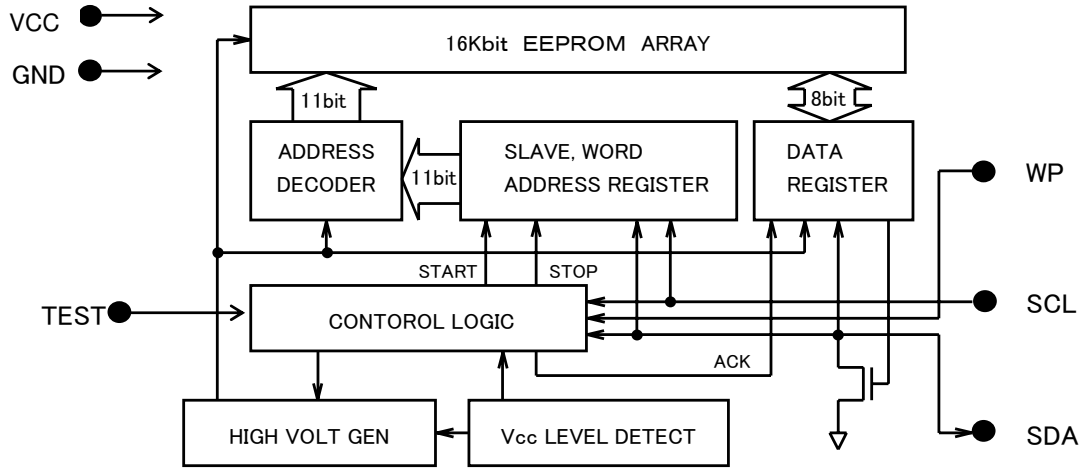 VCC
16Kbit EEPROM ARRAY
GND
11bit
8bit
ADDRESS
DECODER
11bit
SLAVE, WORD
ADDRESS REGISTER
DATA
REGISTER
WP
START
STOP
TEST
CONTOROL LOGIC
SCL
ACK
HIGH VOLT GEN
Vcc LEVEL DETECT
SDA